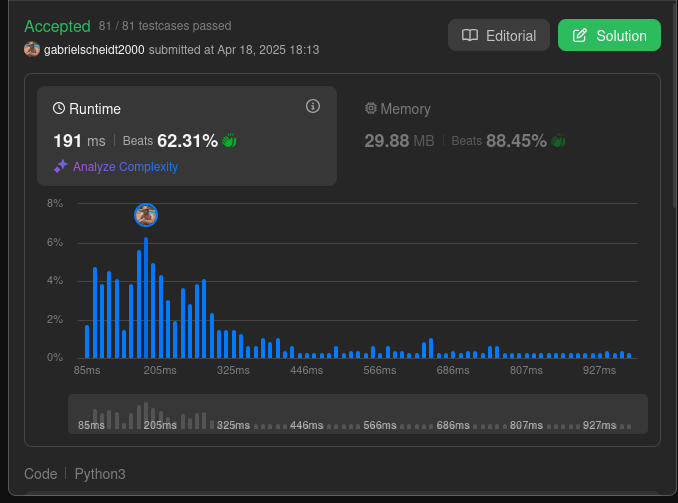 Accepted 81 / 81 testcases passed
gabrielscheidt2000 submitted at Apr 18, 2025 18:13
Editorial
Solution
Runtime
191 ms | Beats 62.31%
Analyze Complexity
Memory
29.88 MB | Beats 88.45%
8%
6%
4%
2%
0%
85ms 205ms 325ms 446ms 566ms 686ms 807ms 927ms
85ms 205ms 325ms 446ms 566ms 686ms 807ms 927ms
Code | Python3